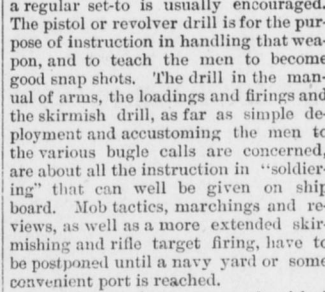 a regular set-to is usually encouraged.
The pistol or revolver drill is for the pur-
pose of instruction in handling that wea-
pon, and to teach the men to become
good snap shots. The drill in the man-
ual of arms, the loadings and firings and
the skirmish drill, as far as simple de-
ployment and accustoming the men to
the various bugle calls are concerned,
are about all the instruction in "soldier-
ing" that can well be given on ship
board. Mob tactics, marchings and re-
views, as well as a more extended skir-
mishing and rifle target firing, have to
be postponed until a navy yard or some
convenient port is reached.